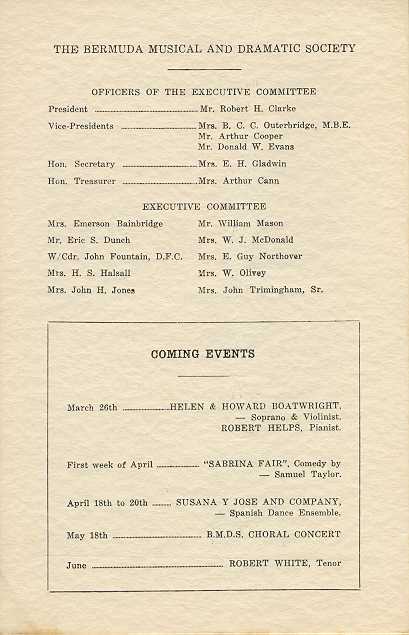 THE BERMUDA MUSICAL AND DRAMATIC SOCIETY
OFFICERS OF THE EXECUTIVE COMMITTEE
President Mr. Robert H. Clarke
Vice-Presidents Mrs. B. C. C. Outerbridge, M.B.E.
Mr. Arthur Cooper
Mr. Donald W. Evans
Hon. Secretary Mrs. E. H. Gladwin
Hon. Treasurer Mrs. Arthur Cann
EXECUTIVE COMMITTEE
Mrs. Emerson Bainbridge Mr. William Mason
Mr. Eric S. Dunch Mrs. W. J. McDonald
W/Cdr. John Fountain, D.F.C. Mrs. E. Guy Northover
Mrs. H. S. Halsall Mrs. W. Olivey
Mrs. John H. Jones Mrs. John Trimingham, Sr.
COMING EVENTS
March 26th HELEN & HOWARD BOATWRIGHT,
— Soprano & Violinist.
ROBERT HELPS, Pianist.
First week of April "SABRINA FAIR", Comedy by
— Samuel Taylor.
April 18th to 20th SUSANA Y JOSE AND COMPANY,
— Spanish Dance Ensemble.
May 18th B.M.D.S. CHORAL CONCERT
June ROBERT WHITE, Tenor